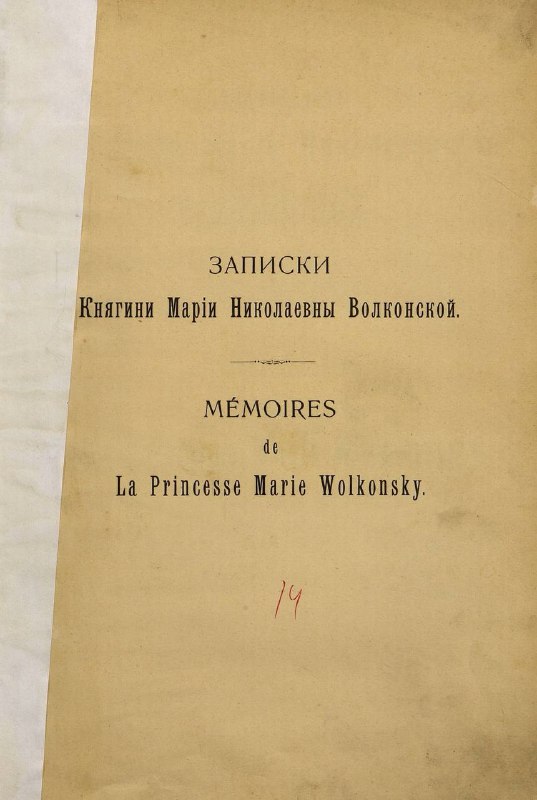 ЗАПИСКИ
Княгини Маріи Николаевны Волконской.
MÉMOIRES
de
La Princesse Marie Wolkonsky.
14